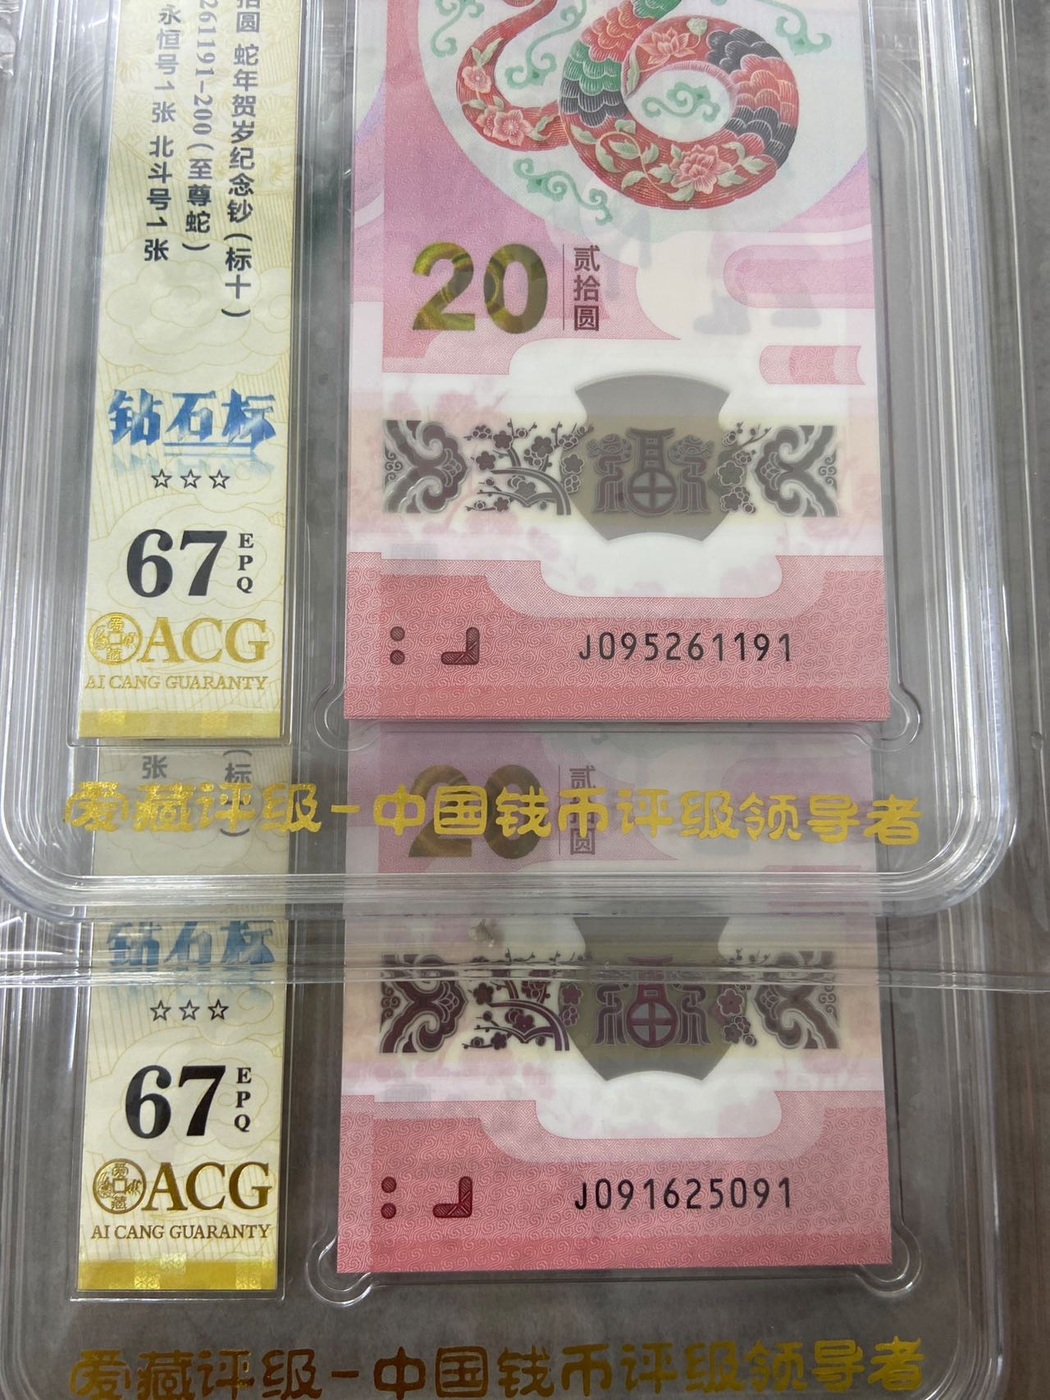 拾圆 蛇年贺岁纪念钞（标十）
261191-200（至尊蛇）
永恒号1张 北斗号1张
钻石标
☆☆☆
67 EPQ
ACG
AI CANG GUARANTY
20 贰拾圆
J095261191
爱藏评级-中国钱币评级领导者
张
标）
20 贰拾圆
钻石标
☆☆☆
67 EPQ
ACG
AI CANG GUARANTY
J091625091
爱藏评级-中国钱币评级领导者